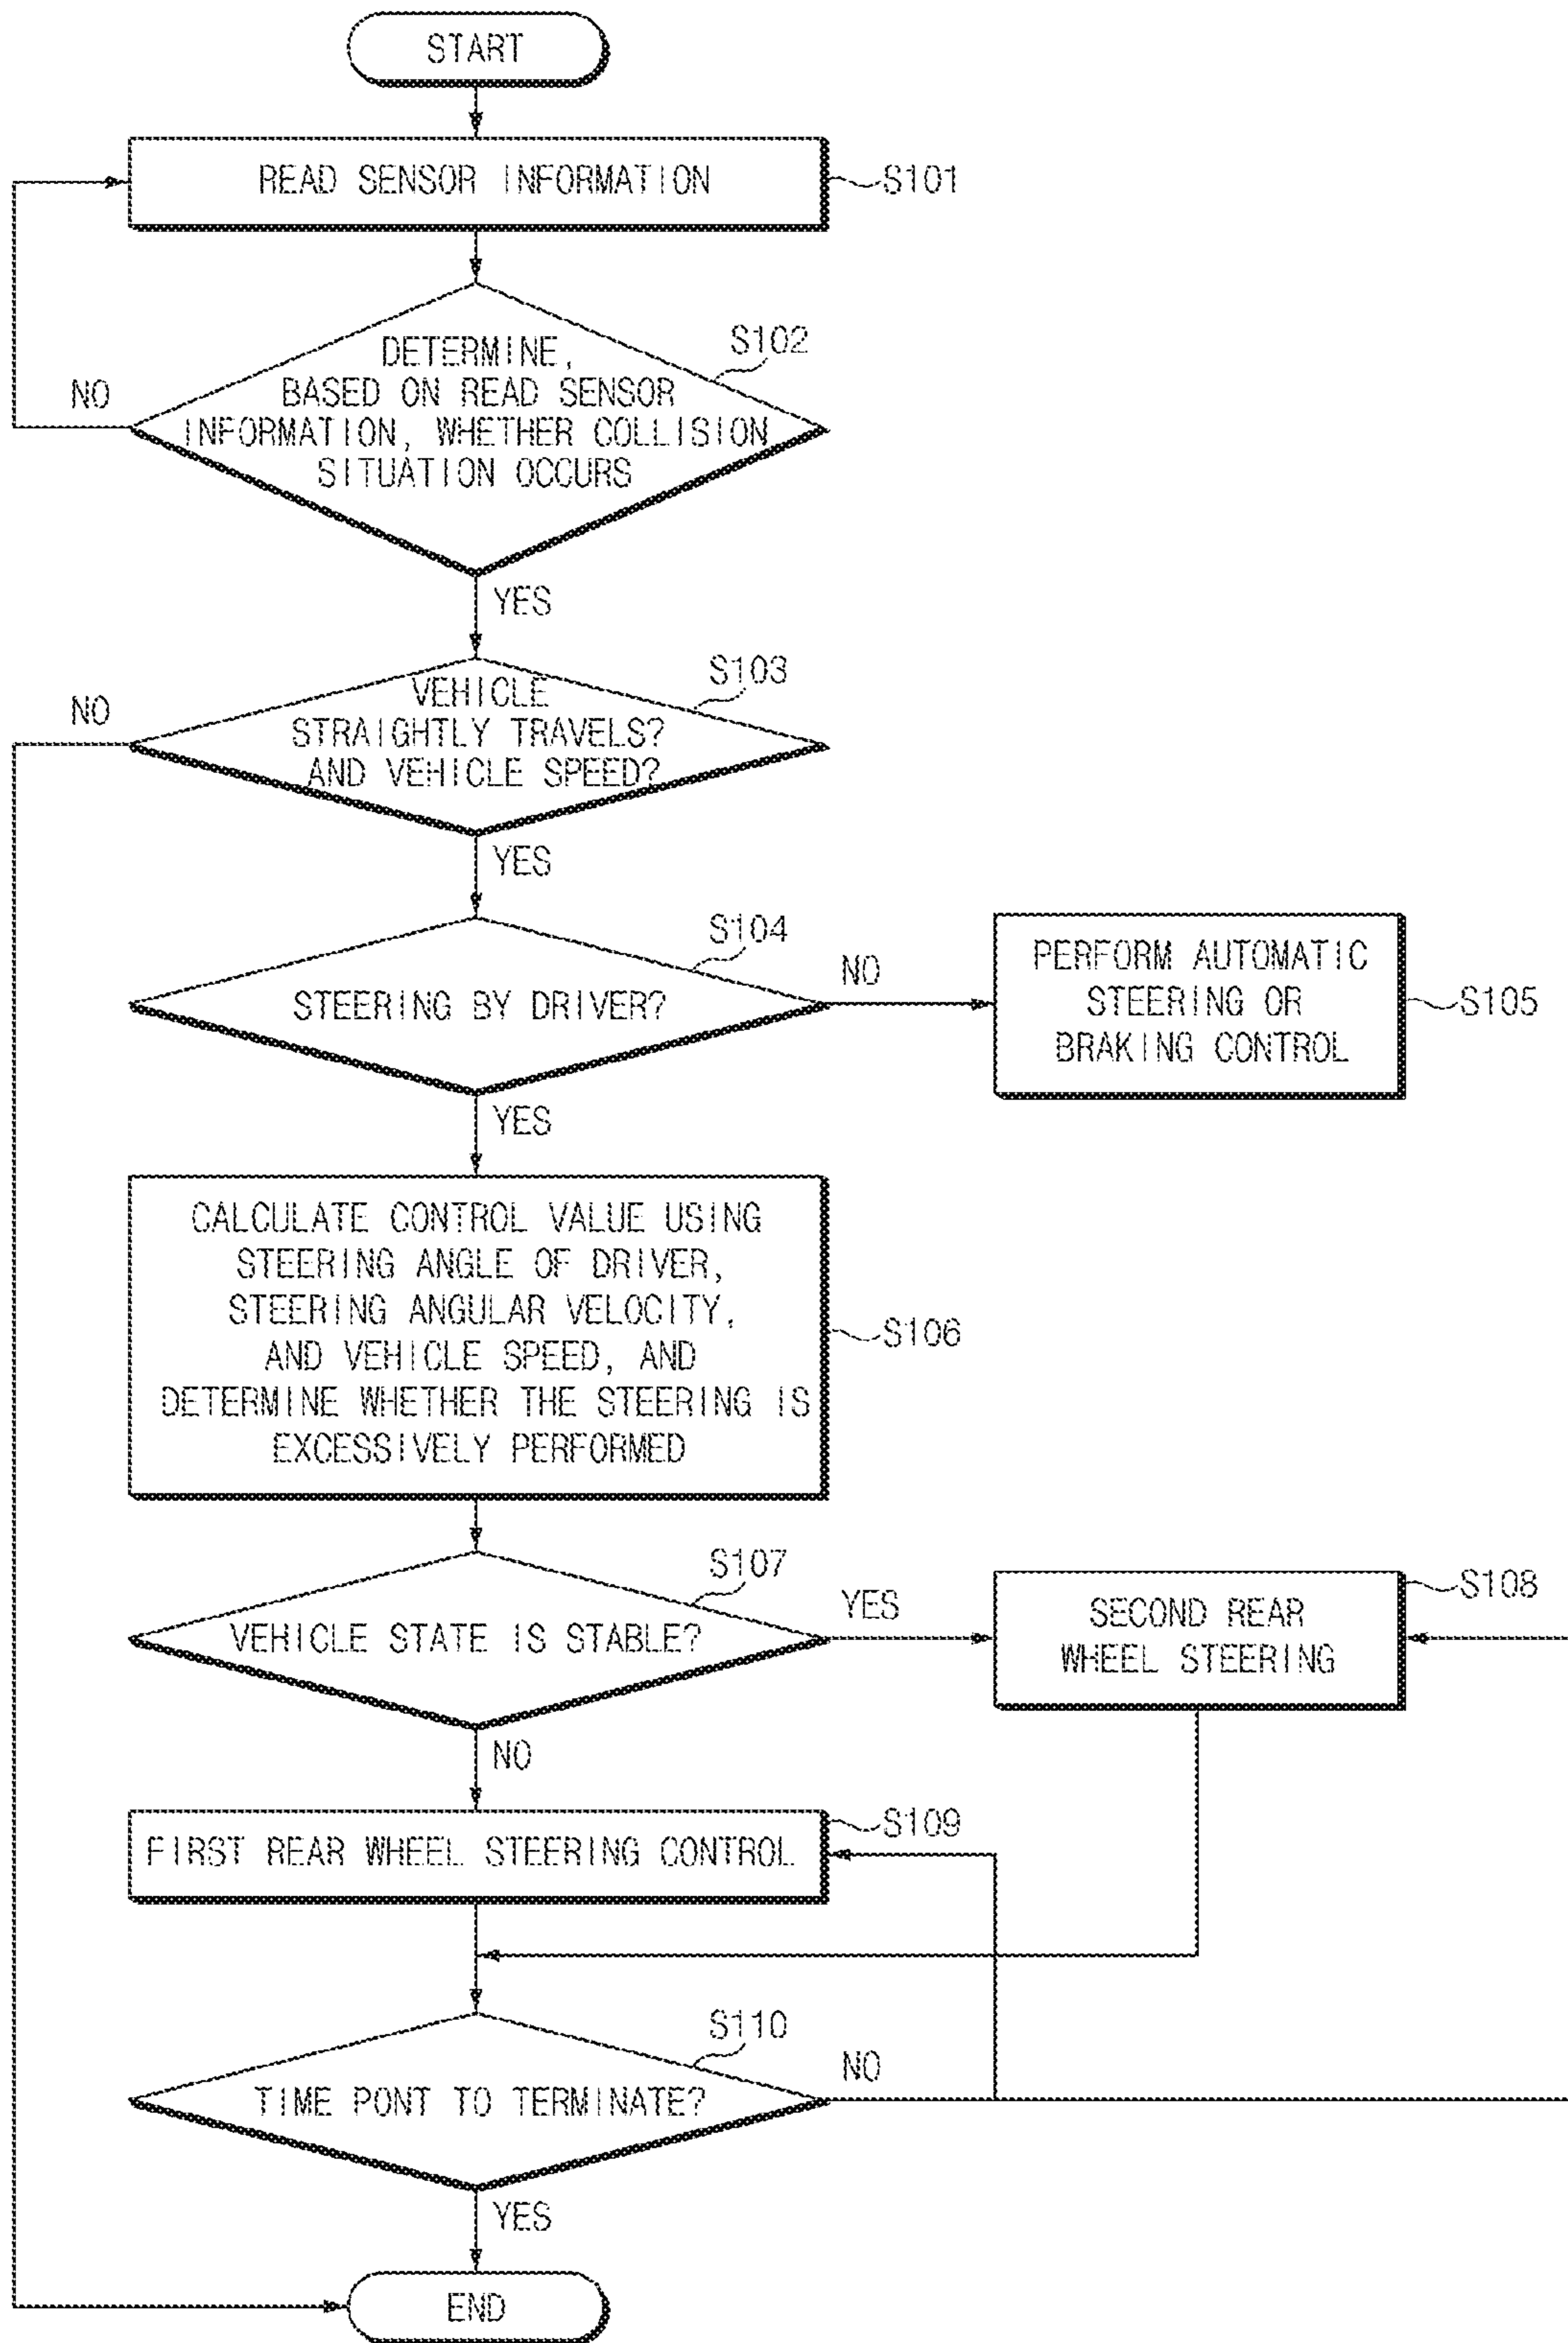 START
READ SENSOR INFORMATION
S101
DETERMINE,
BASED ON READ SENSOR
INFORMATION, WHETHER COLLISION
SITUATION OCCURS
S102
NO
YES
VEHICLE
STRAIGHTLY TRAVELS?
AND VEHICLE SPEED?
S103
NO
YES
STEERING BY DRIVER?
S104
NO
PERFORM AUTOMATIC
STEERING OR
BRAKING CONTROL
S105
YES
CALCULATE CONTROL VALUE USING
STEERING ANGLE OF DRIVER,
STEERING ANGULAR VELOCITY,
AND VEHICLE SPEED, AND
DETERMINE WHETHER THE STEERING IS
EXCESSIVELY PERFORMED
S106
VEHICLE STATE IS STABLE?
S107
YES
SECOND REAR
WHEEL STEERING
S108
NO
FIRST REAR WHEEL STEERING CONTROL
S109
TIME PONT TO TERMINATE?
S110
NO
YES
END